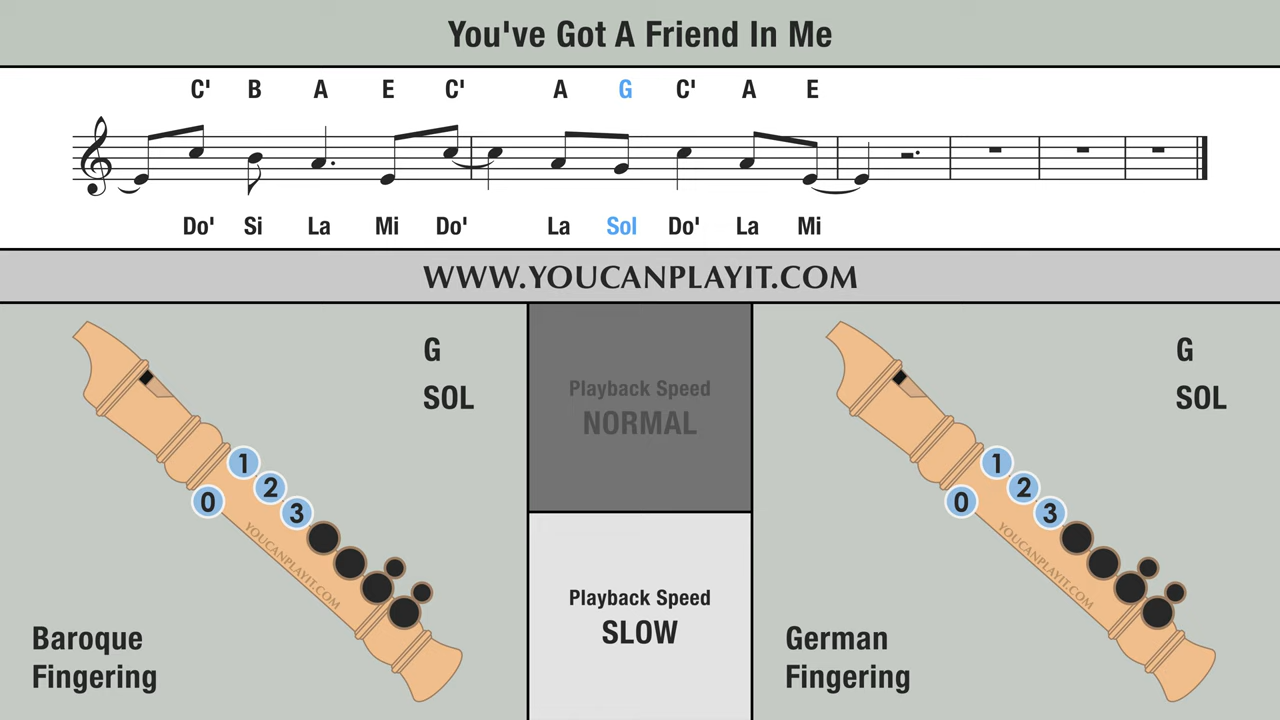 You've Got A Friend In Me
C' B A E C' A G C' A E
Do' Si La Mi Do' La Sol Do' La Mi
WWW.YOUCANPLAYIT.COM
G
SOL
1
2
0
3
YOUCANPLAYIT.COM
Baroque
Fingering
Playback Speed
NORMAL
Playback Speed
SLOW
G
SOL
1
2
0
3
YOUCANPLAYIT.COM
German
Fingering